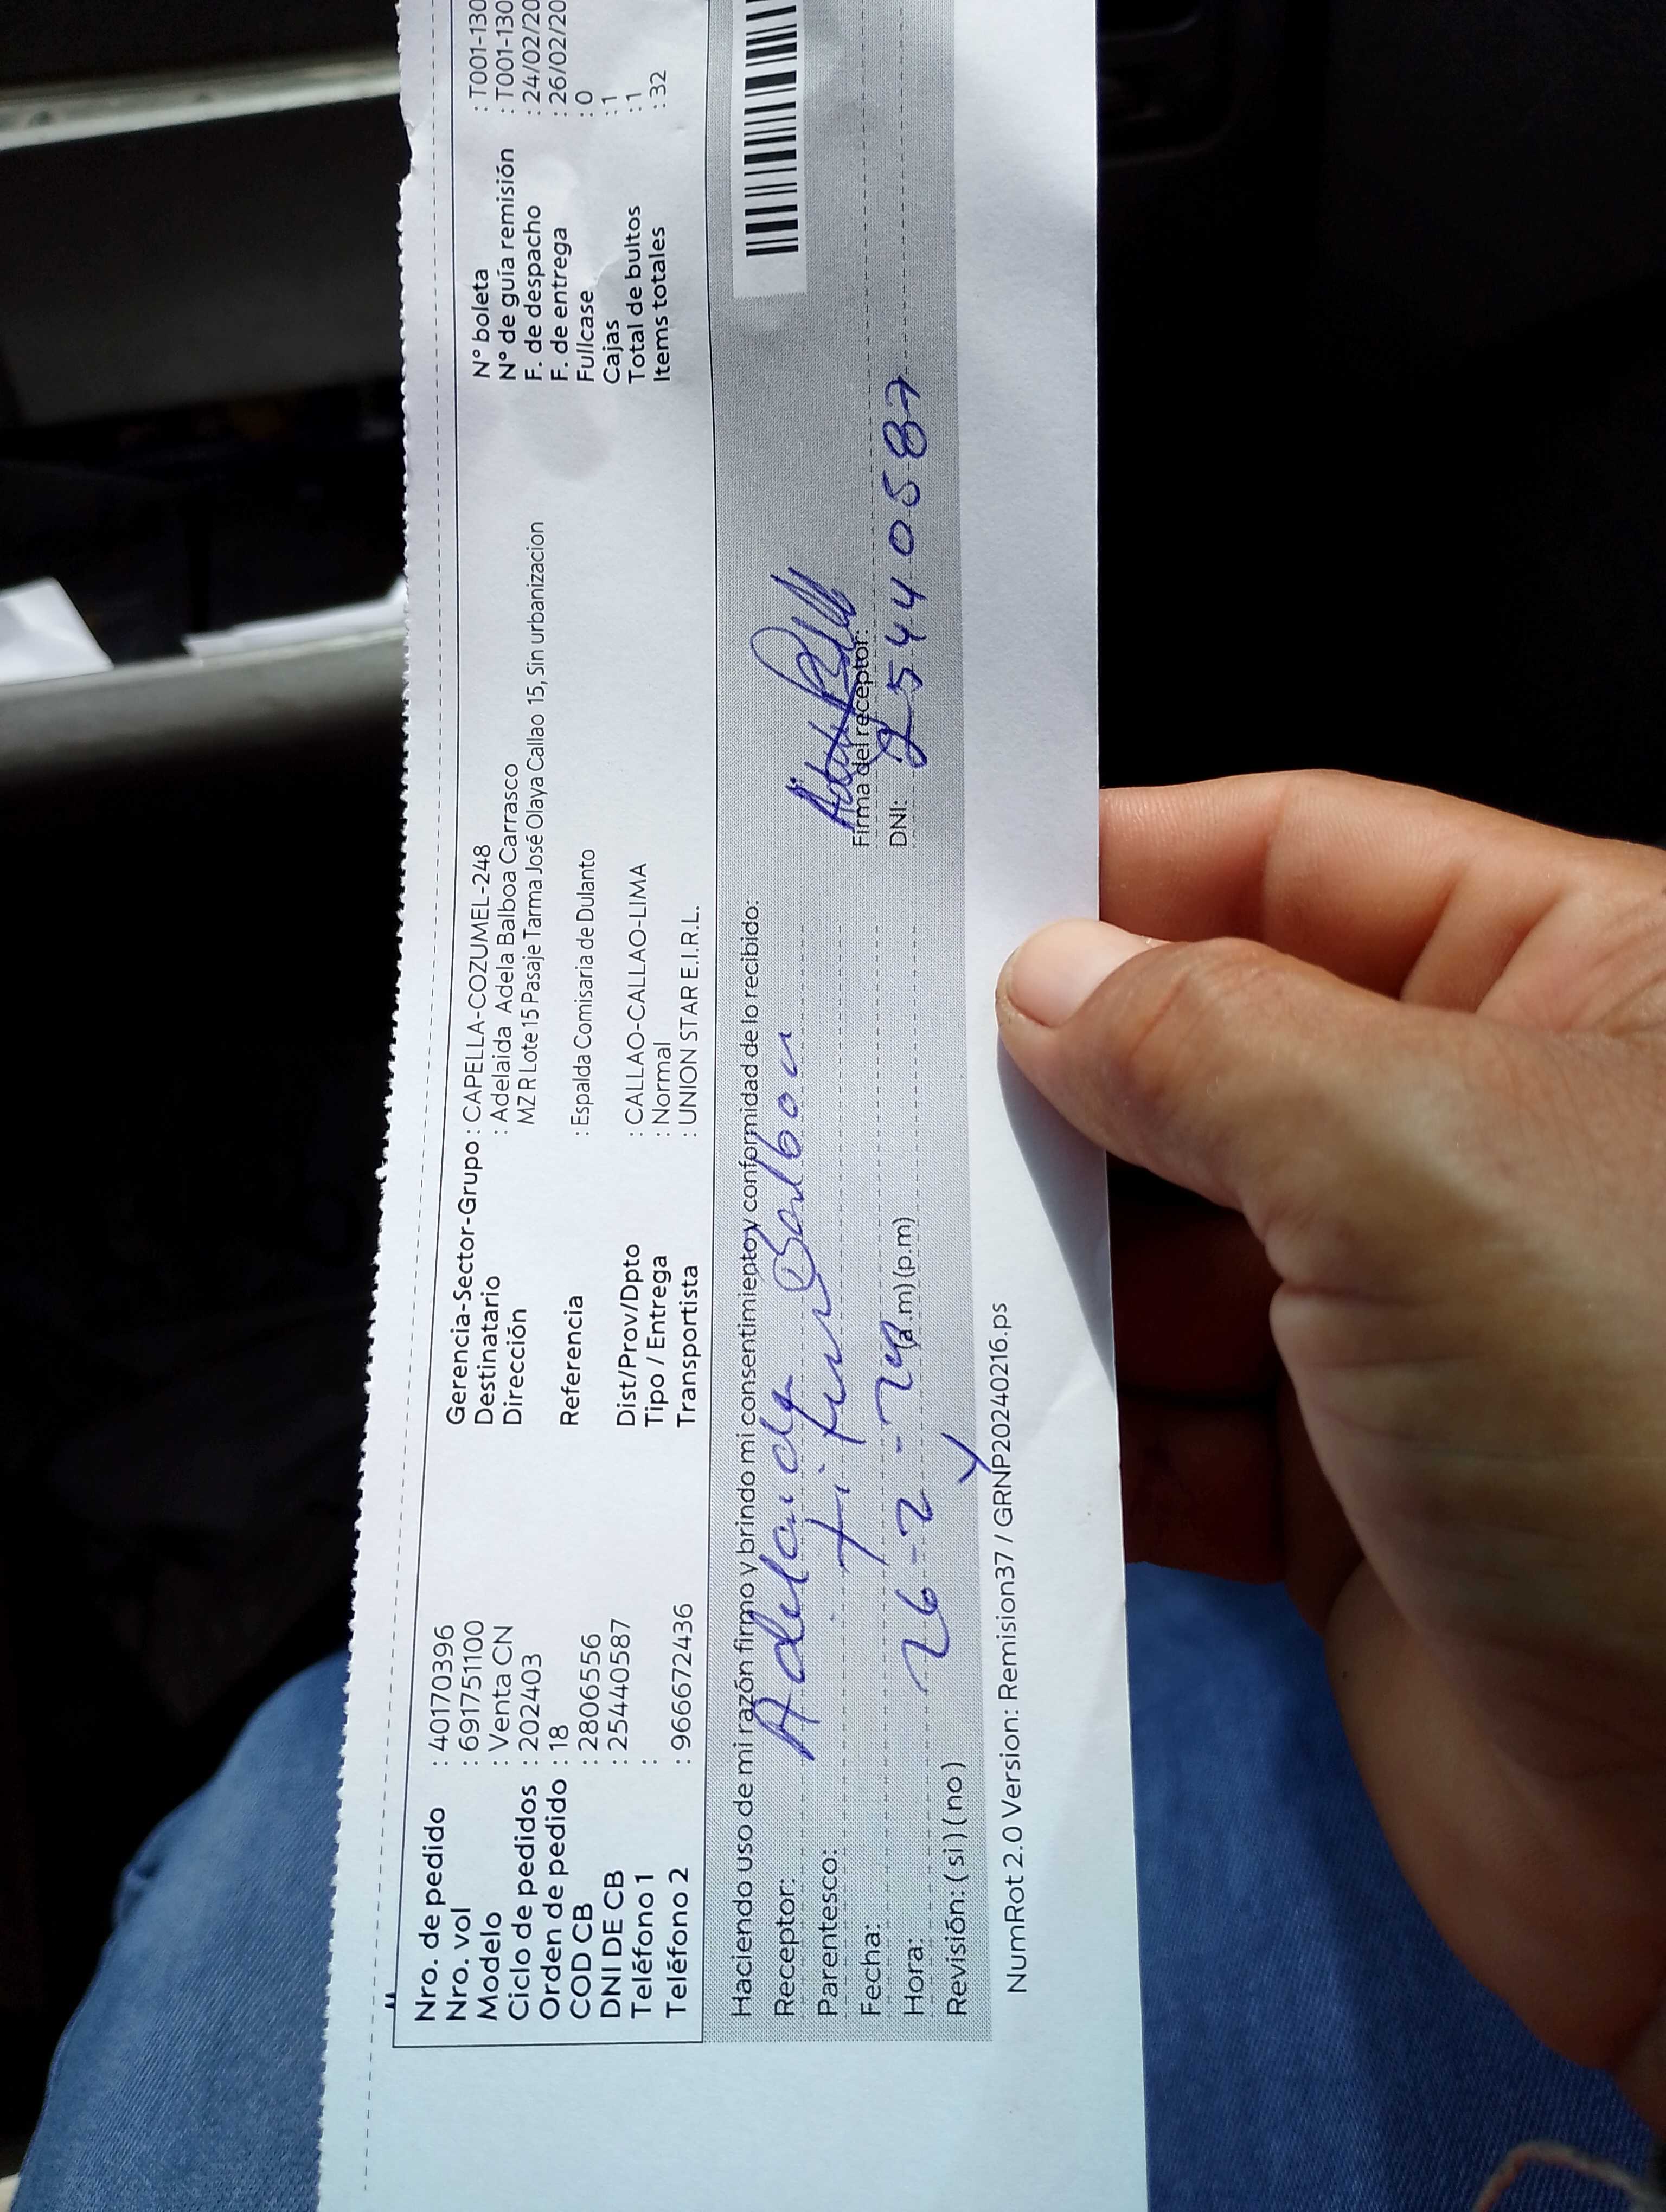 Nro. de pedido : 40170396
Nro. vol : 691751100
Modelo : Venta CN
Ciclo de pedidos : 202403
Orden de pedido : 18
COD CB : 28065556
DNI DE CB : 25440587
Teléfono 1 :
Teléfono 2 : 966672436
Gerencia-Sector-Grupo : CAPELLA-COZUMEL-248
Destinatario : Adelaida Adela Balboa Carrasco
Dirección MZ R Lote 15 Pasaje Tarma José Olaya Callao 15, Sin urbanizacion
Referencia : Espalda Comisaria de Dulanto
Dist/Prov/Dpto : CALLAO-CALLAO-LIMA
Tipo / Entrega : Normal
Transportista : UNION STAR E.I.R.L.
N° boleta : T001-130
N° de guía remisión : T001-130
F. de despacho : 24/02/20
F. de entrega : 26/02/20
Fullcase : 0
Cajas : 1
Total de bultos : 1
Items totales : 32
Haciendo uso de mi razón firmo y brindo mi consentimiento y conformidad de lo recibido:
Receptor: Adelaida Balboa
Parentesco: Titular
Fecha: 26-2-24
Hora: (a.m)(p.m)
Revisión: ( si ) ( no )
Firma del receptor:
DNI: 25440587
NumRot 2.0 Version: Remision37 / GRNP20240216.ps